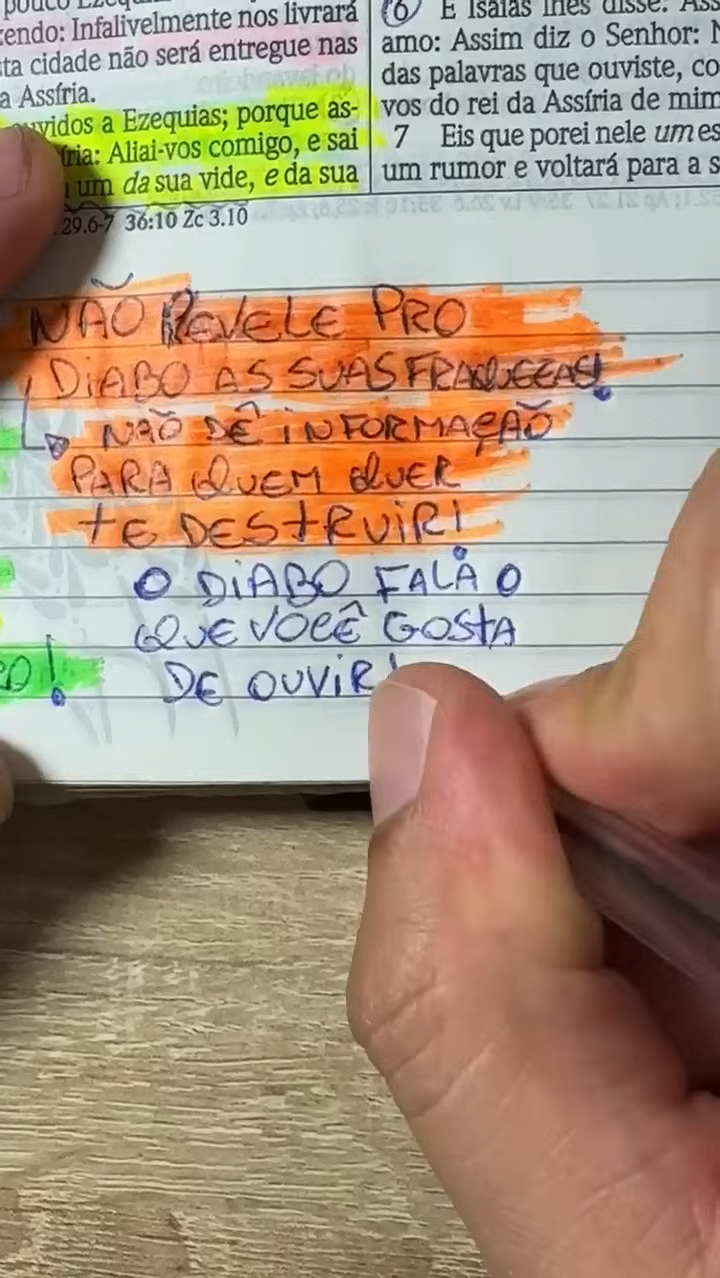 endo: Infalivelmente nos livrará
ta cidade não será entregue nas
a Assíria.
ouvidos a Ezequias; porque as-
ria: Aliai-vos comigo, e sai
um da sua vide, e da sua
29.6-7 36:10 Zc 3.10
6 E Isaías lhes disse: Ass
amo: Assim diz o Senhor: N
das palavras que ouviste, co
vos do rei da Assíria de mim
7 Eis que porei nele um es
um rumor e voltará para a s
NÃO REVELE PRO
DIABO AS SUAS FRAQUEZAS!
NÃO DÊ INFORMAÇÃO
PARA QUEM QUER
TE DESTRUIR!
O DIABO FALA O
QUE VOCÊ GOSTA
DE OUVIR!